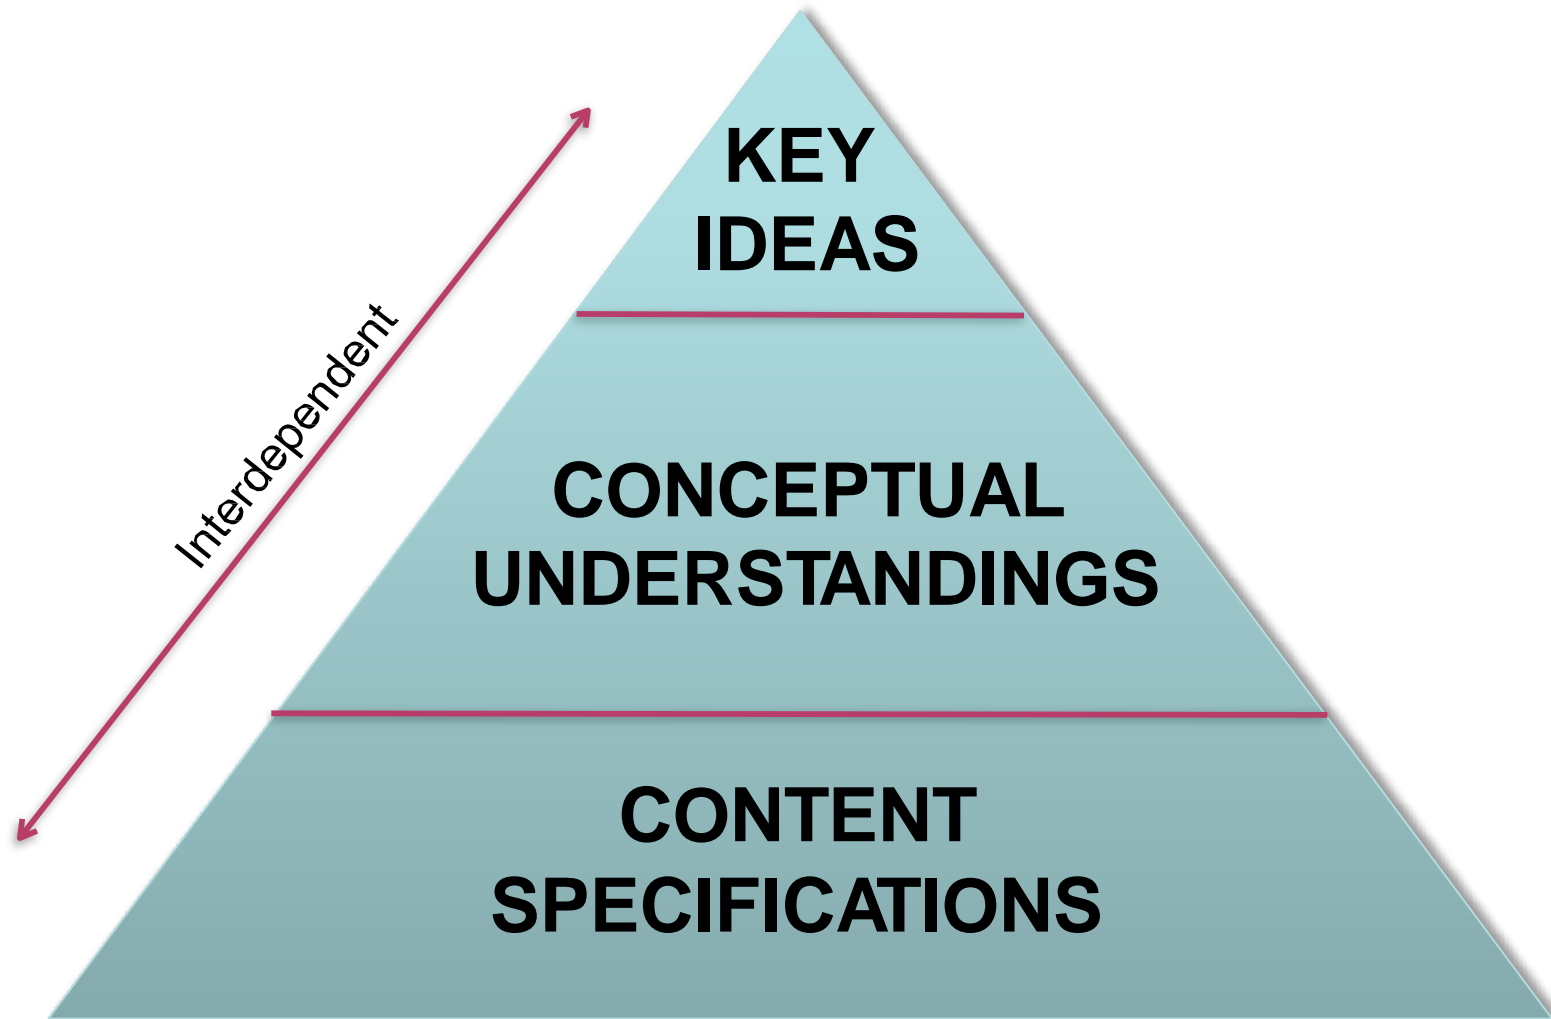 KEY
IDEAS
Interdependent
CONCEPTUAL
UNDERSTANDINGS
CONTENT
SPECIFICATIONS